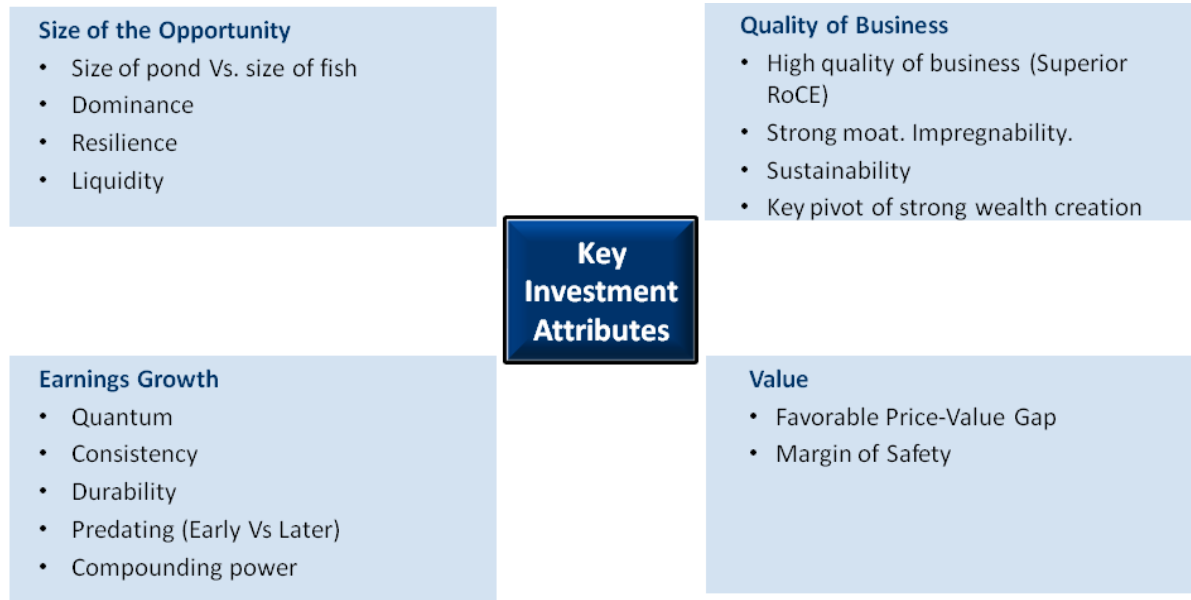 Size of the Opportunity
• Size of pond Vs. size of fish
• Dominance
• Resilience
• Liquidity
Quality of Business
• High quality of business (Superior
RoCE)
• Strong moat. Impregnability.
• Sustainability
• Key pivot of strong wealth creation
Key
Investment
Attributes
Earnings Growth
• Quantum
• Consistency
• Durability
• Predating (Early Vs Later)
• Compounding power
Value
• Favorable Price-Value Gap
• Margin of Safety